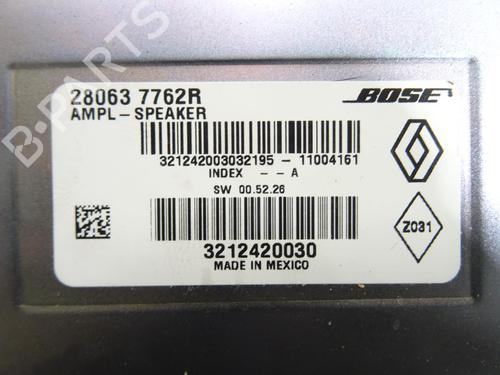 28063 7762R
BOSE
AMPL-SPEAKER
321242003032195 - 11004161
INDEX - - A
SW 00.52.26
Z031
3212420030
MADE IN MEXICO
B-PARTS